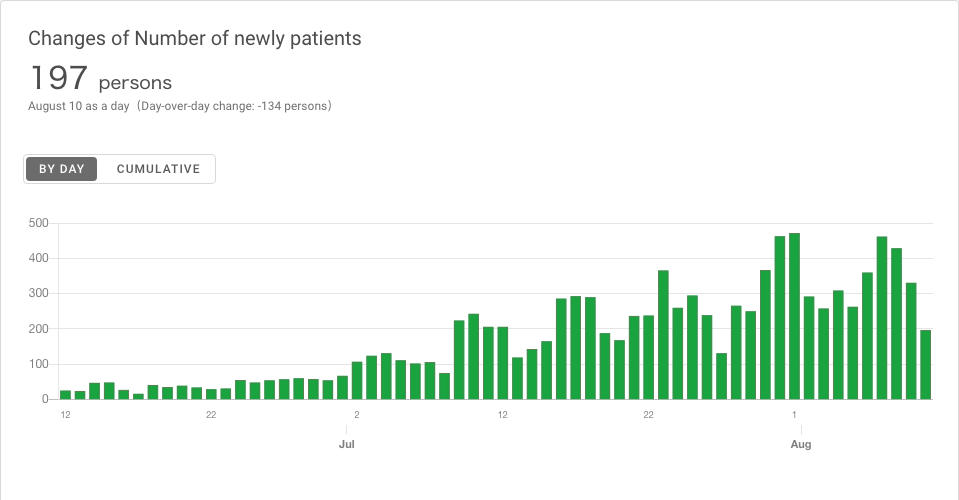 Changes of Number of newly patients
197 persons
August 10 as a day（Day-over-day change: -134 persons）
BY DAY CUMULATIVE
500
400
300
200
100
0
12 22 2 12 22 1
Jul Aug